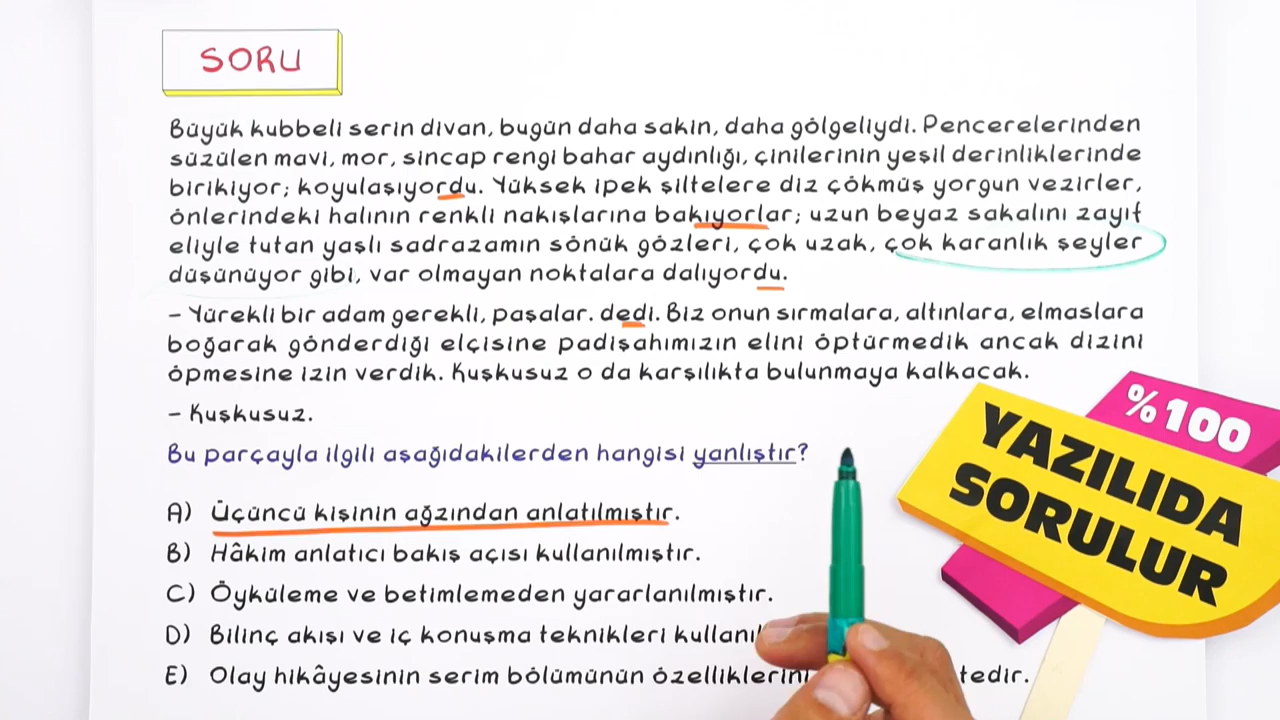 SORU
Büyük kubbeli serin divan, bugün daha sakin, daha gölgeliydi. Pencerelerinden
süzülen mavi, mor, sincap rengi bahar aydınlığı, çinilerinin yeşil derinliklerinde
birikiyor; koyulaşıyordu. Yüksek ipek şiltelere diz çökmüş yorgun vezirler,
önlerindeki halının renkli nakışlarına bakıyorlar; uzun beyaz sakalını zayıf
eliyle tutan yaşlı sadrazamın sönük gözleri, çok uzak, çok karanlık şeyler
düşünüyor gibi, var olmayan noktalara dalıyordu.
– Yürekli bir adam gerekli, paşalar. dedi. Biz onun sırmalara, altınlara, elmaslara
boğarak gönderdiği elçisine padişahımızın elini öptürmedik ancak dizini
öpmesine izin verdik. Kuşkusuz o da karşılıkta bulunmaya kalkacak.
– Kuşkusuz.
Bu parçayla ilgili aşağıdakilerden hangisi yanlıştır?
A) Üçüncü kişinin ağzından anlatılmıştır.
B) Hâkim anlatıcı bakış açısı kullanılmıştır.
C) Öyküleme ve betimlemeden yararlanılmıştır.
D) Bilinç akışı ve iç konuşma teknikleri
E) Olay hikâyesinin serim bölümünün
%100
YAZILIDA
SORULUR